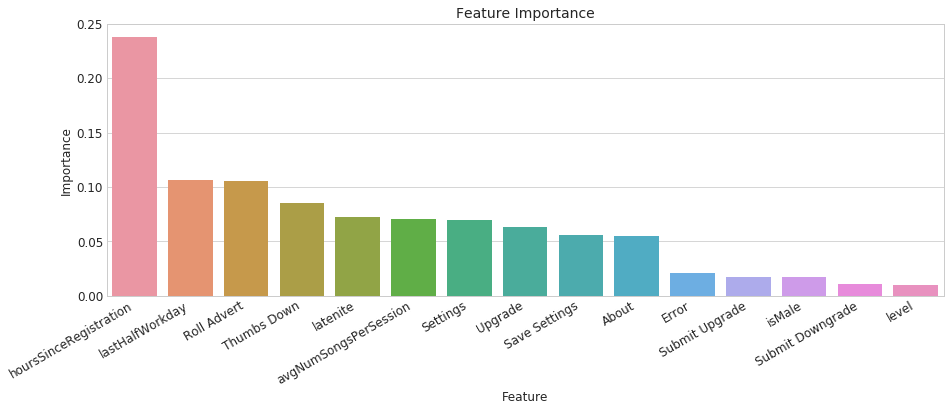 Feature Importance
0.25
0.20
0.15
0.10
0.05
0.00
Importance
hoursSinceRegistration
lastHalfWorkday
Roll Advert
Thumbs Down
latenite
avgNumSongsPerSession
Settings
Upgrade
Save Settings
About
Error
Submit Upgrade
isMale
Submit Downgrade
level
Feature